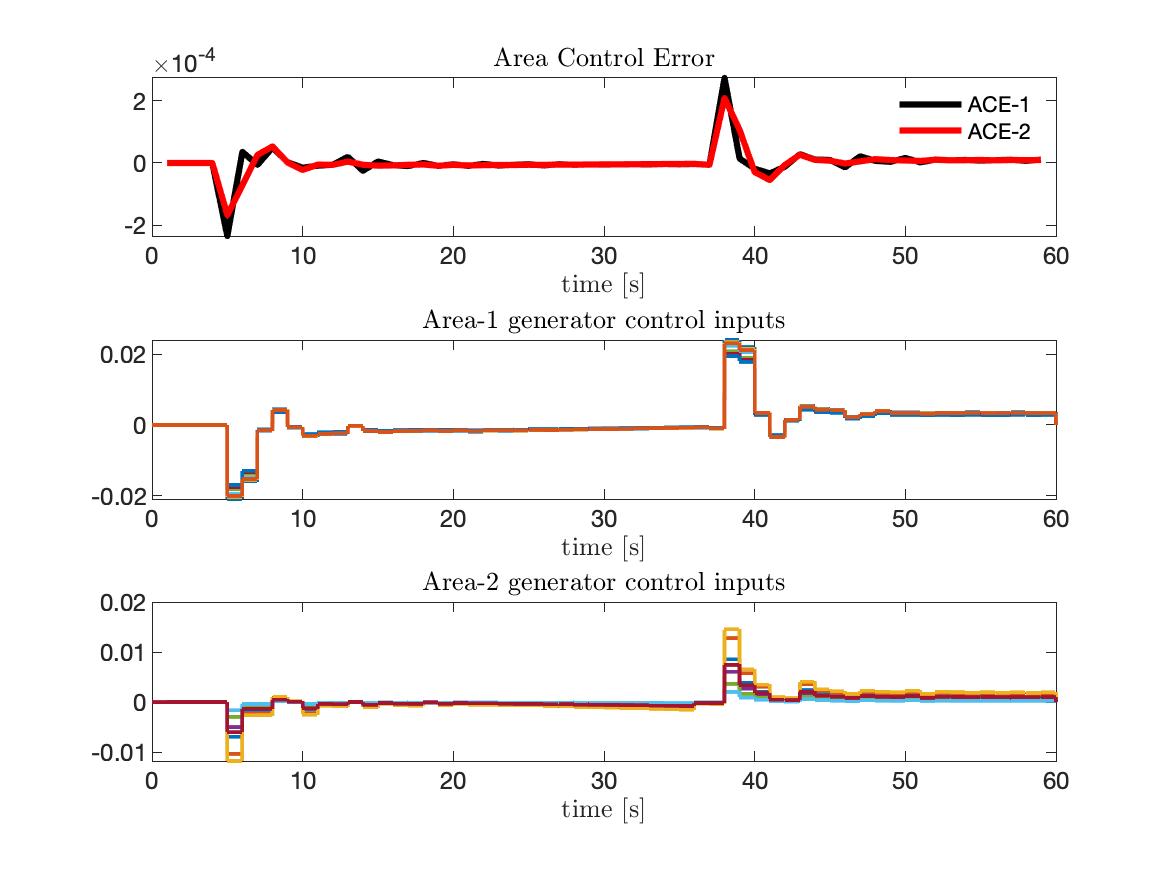 Area Control Error
×10-4
2
0
-2
ACE-1
ACE-2
0 10 20 30 40 50 60
time [s]
Area-1 generator control inputs
0.02
0
-0.02
0 10 20 30 40 50 60
time [s]
Area-2 generator control inputs
0.02
0.01
0
-0.01
0 10 20 30 40 50 60
time [s]